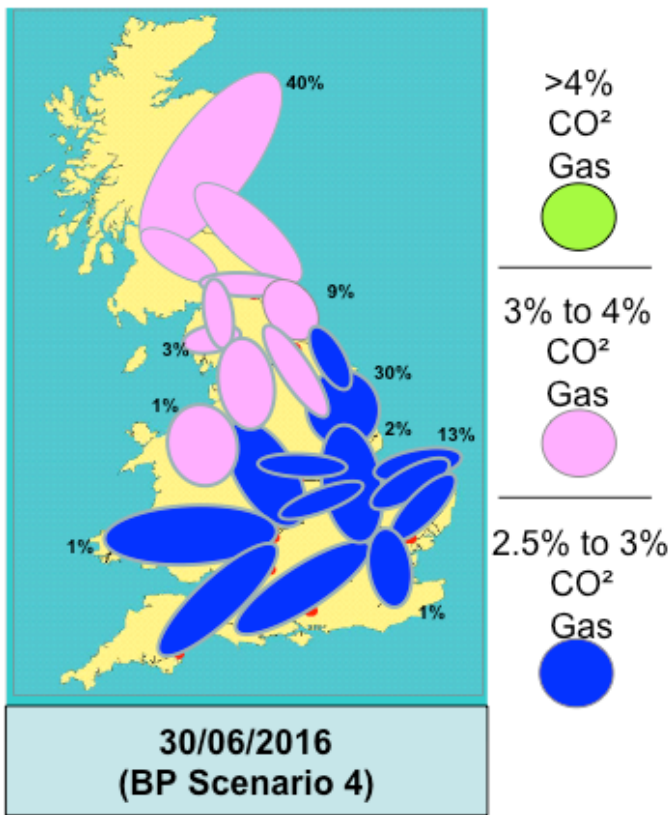 40%
9%
3%
30%
1%
2%
13%
1%
1%
30/06/2016
(BP Scenario 4)
>4%
CO²
Gas
3% to 4%
CO²
Gas
2.5% to 3%
CO²
Gas